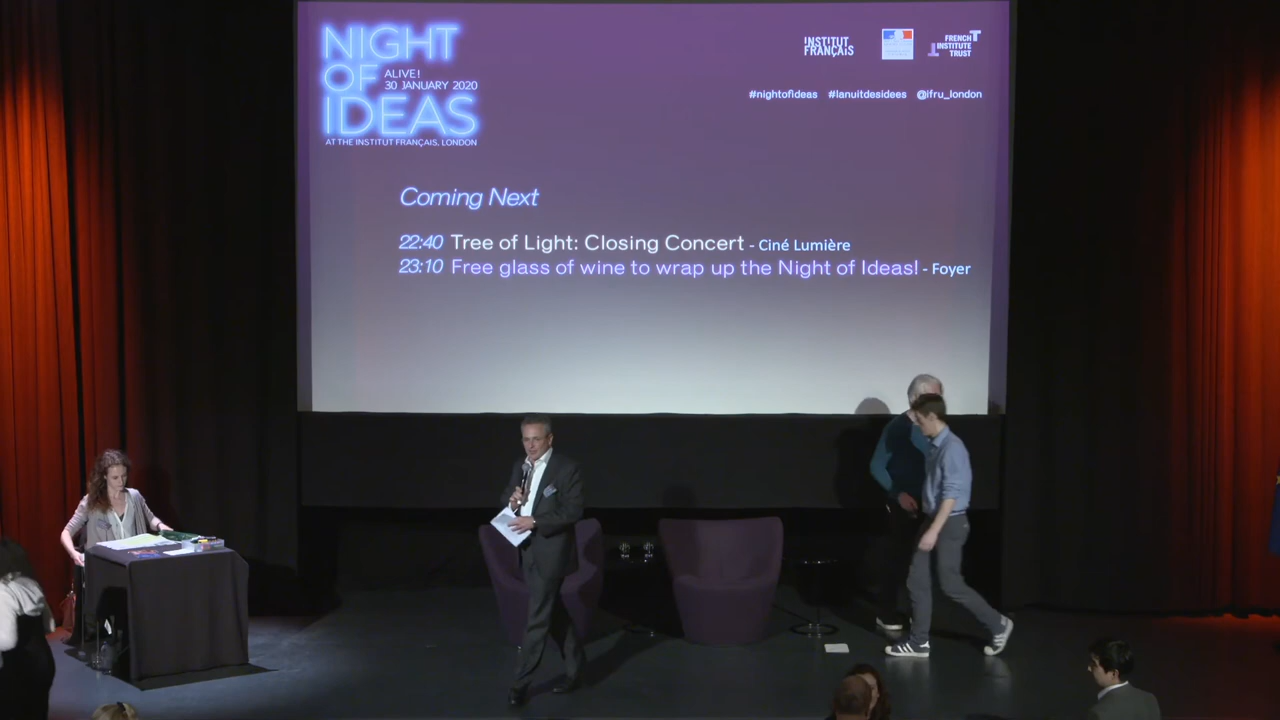 NIGHT
OF ALIVE!
30 JANUARY 2020
IDEAS
AT THE INSTITUT FRANÇAIS, LONDON
INSTITUT
FRANÇAIS
FRENCH
INSTITUTE
TRUST
#nightofideas #lanuitdesidees @ifru_london
Coming Next
22:40 Tree of Light: Closing Concert - Ciné Lumière
23:10 Free glass of wine to wrap up the Night of Ideas! - Foyer